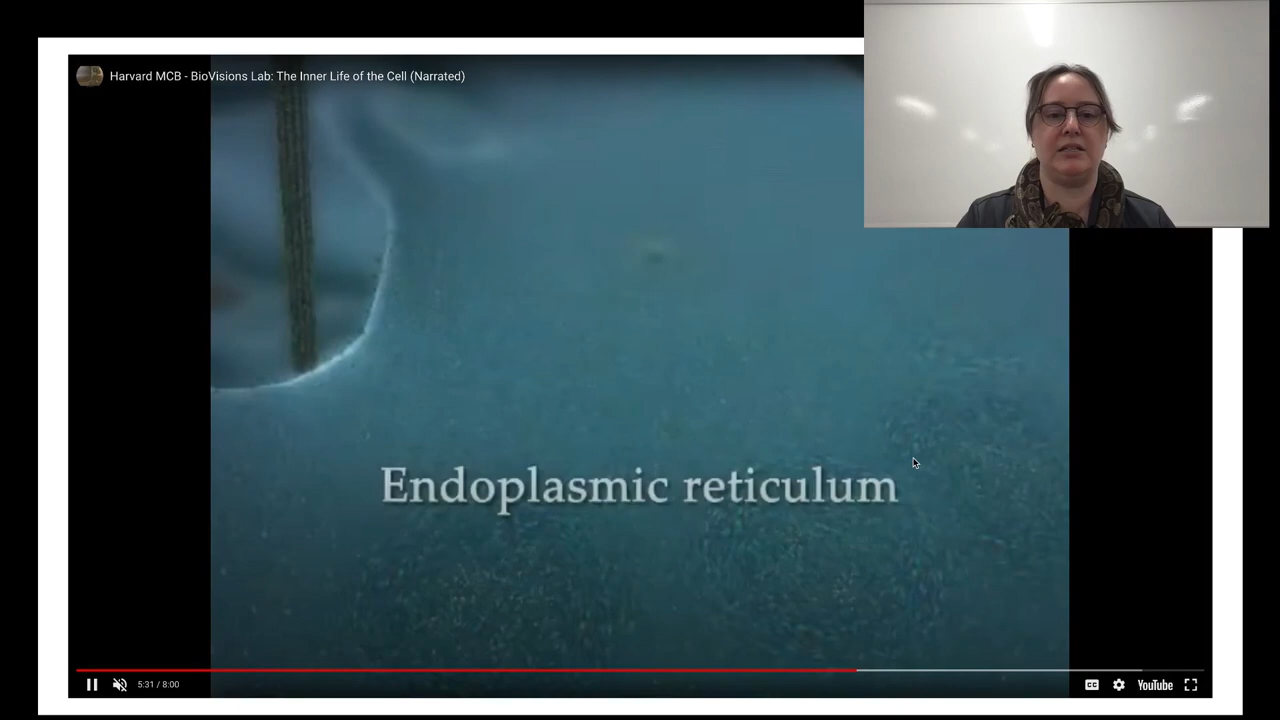 Harvard MCB - BioVisions Lab: The Inner Life of the Cell (Narrated)
Endoplasmic reticulum
5:31 / 8:00
CC
YouTube